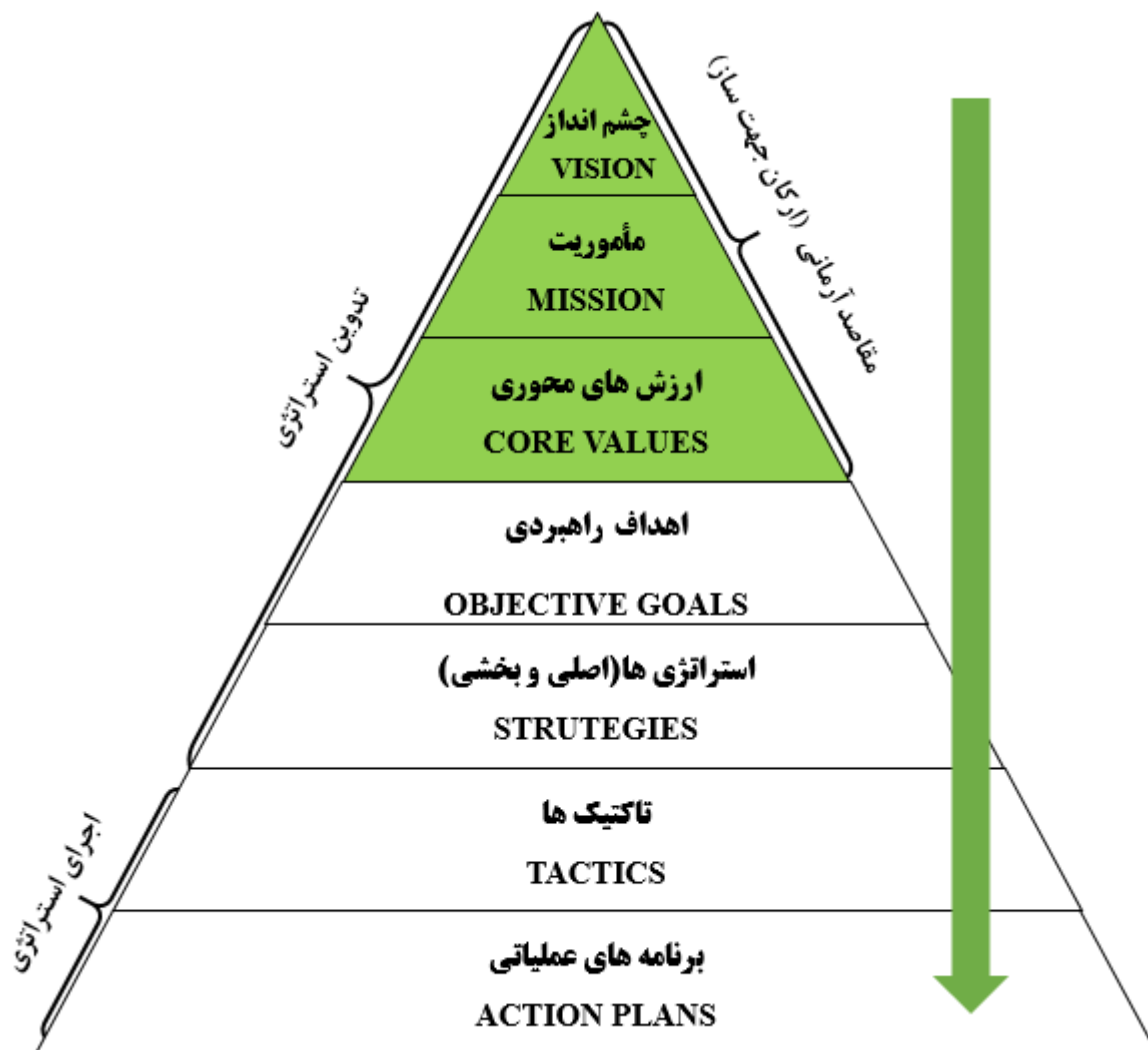 چشم انداز
VISION
مأموریت
MISSION
ارزش های محوری
CORE VALUES
اهداف راهبردی
OBJECTIVE GOALS
استراتژی ها(اصلی و بخشی)
STRUTEGIES
تاکتیک ها
TACTICS
برنامه های عملیاتی
ACTION PLANS
مقاصد آرمانی (ارکان جهت ساز)
تدوین استراتژی
اجرای استراتژی